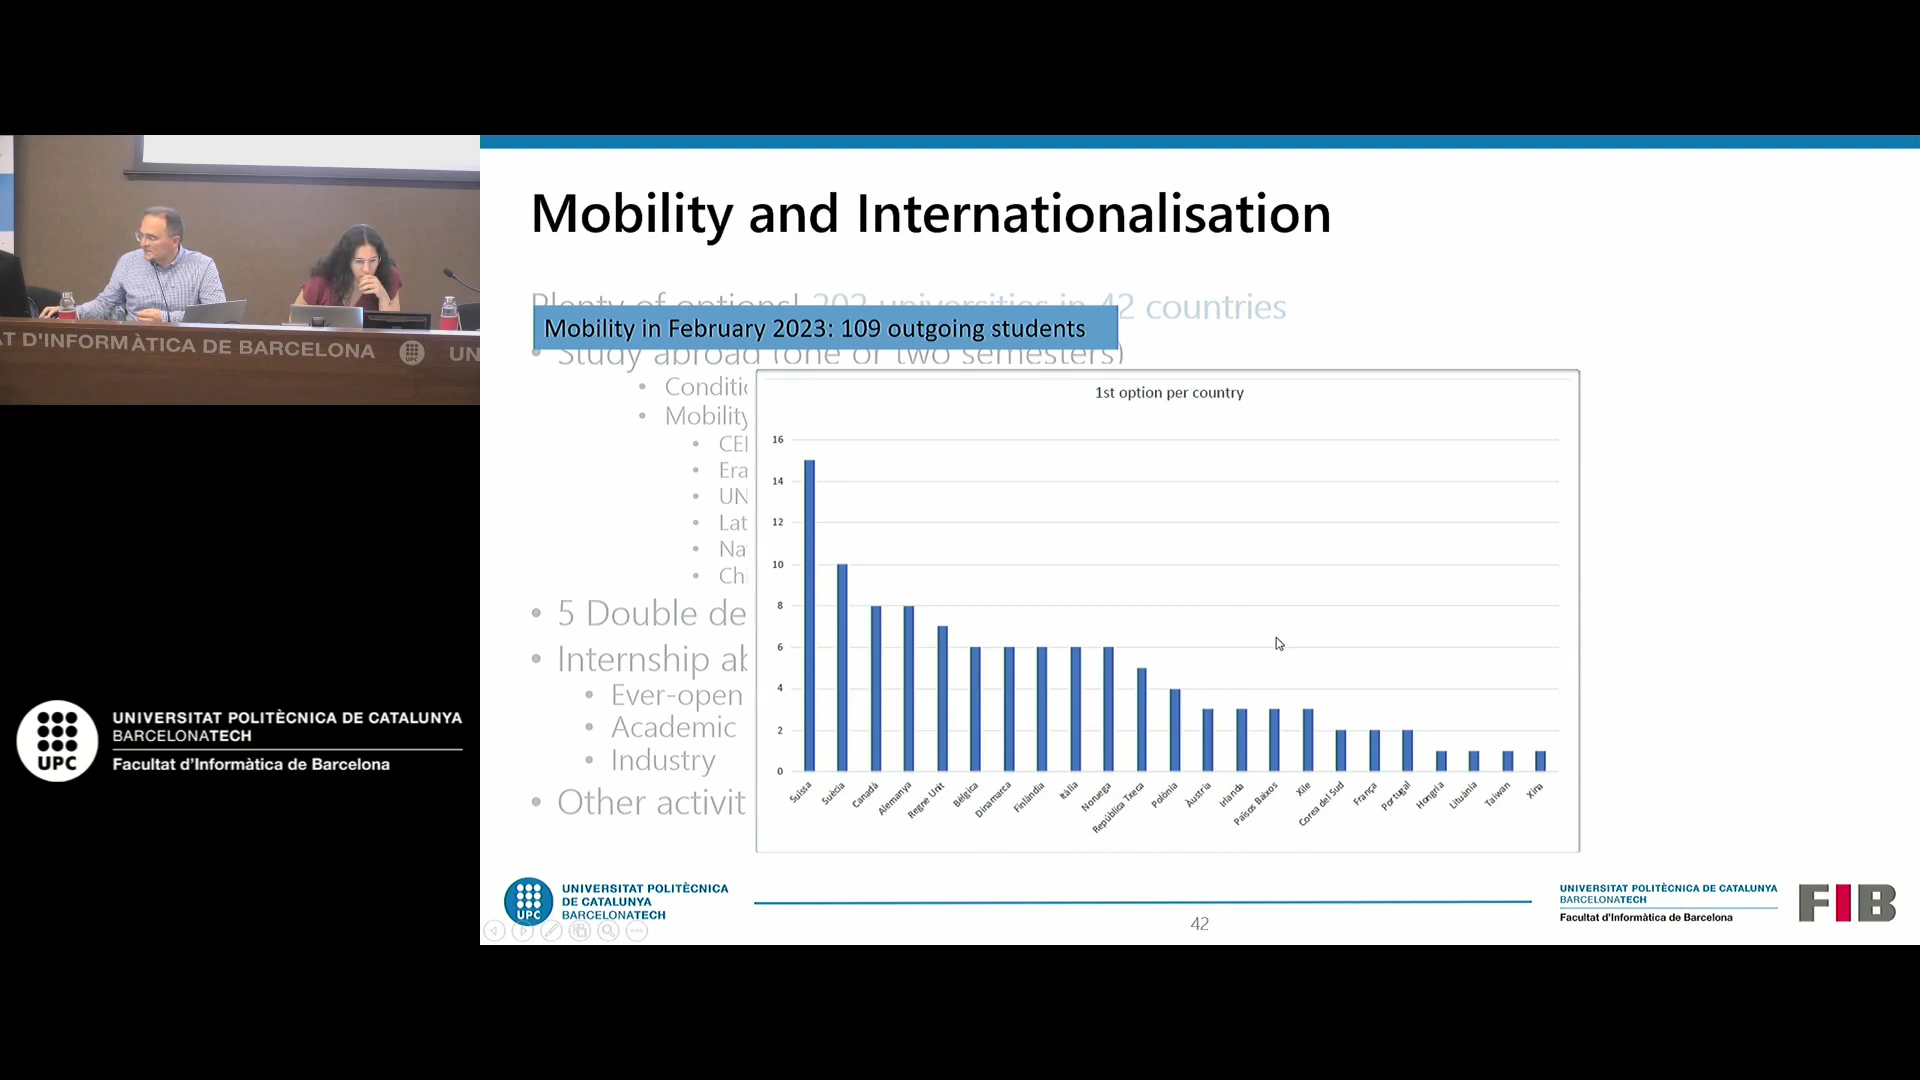 Mobility and Internationalisation
Plenty of options! 202 universities in 42 countries
Mobility in February 2023: 109 outgoing students
• Study abroad (one or two semesters)
• Conditic
• Mobility
• CEI
• Era
• UN
• Lat
• Na
• Chi
• 5 Double de
• Internship ab
• Ever-open
• Academic
• Industry
• Other activit
1st option per country
16
14
12
10
8
6
4
2
0
Suïssa
Suècia
Canadà
Alemanya
Regne Unit
Bèlgica
Dinamarca
Finlàndia
Itàlia
Noruega
República Txeca
Polònia
Àustria
Irlanda
Països Baixos
Xile
Corea del Sud
França
Portugal
Hongria
Lituània
Taiwan
Xina
UNIVERSITAT POLITÈCNICA
DE CATALUNYA
BARCELONATECH
UPC
42
UNIVERSITAT POLITÈCNICA DE CATALUNYA
BARCELONATECH
Facultat d'Informàtica de Barcelona
FIB
AT D'INFORMÀTICA DE BARCELONA
UN
UPC
UNIVERSITAT POLITÈCNICA DE CATALUNYA
BARCELONATECH
Facultat d'Informàtica de Barcelona